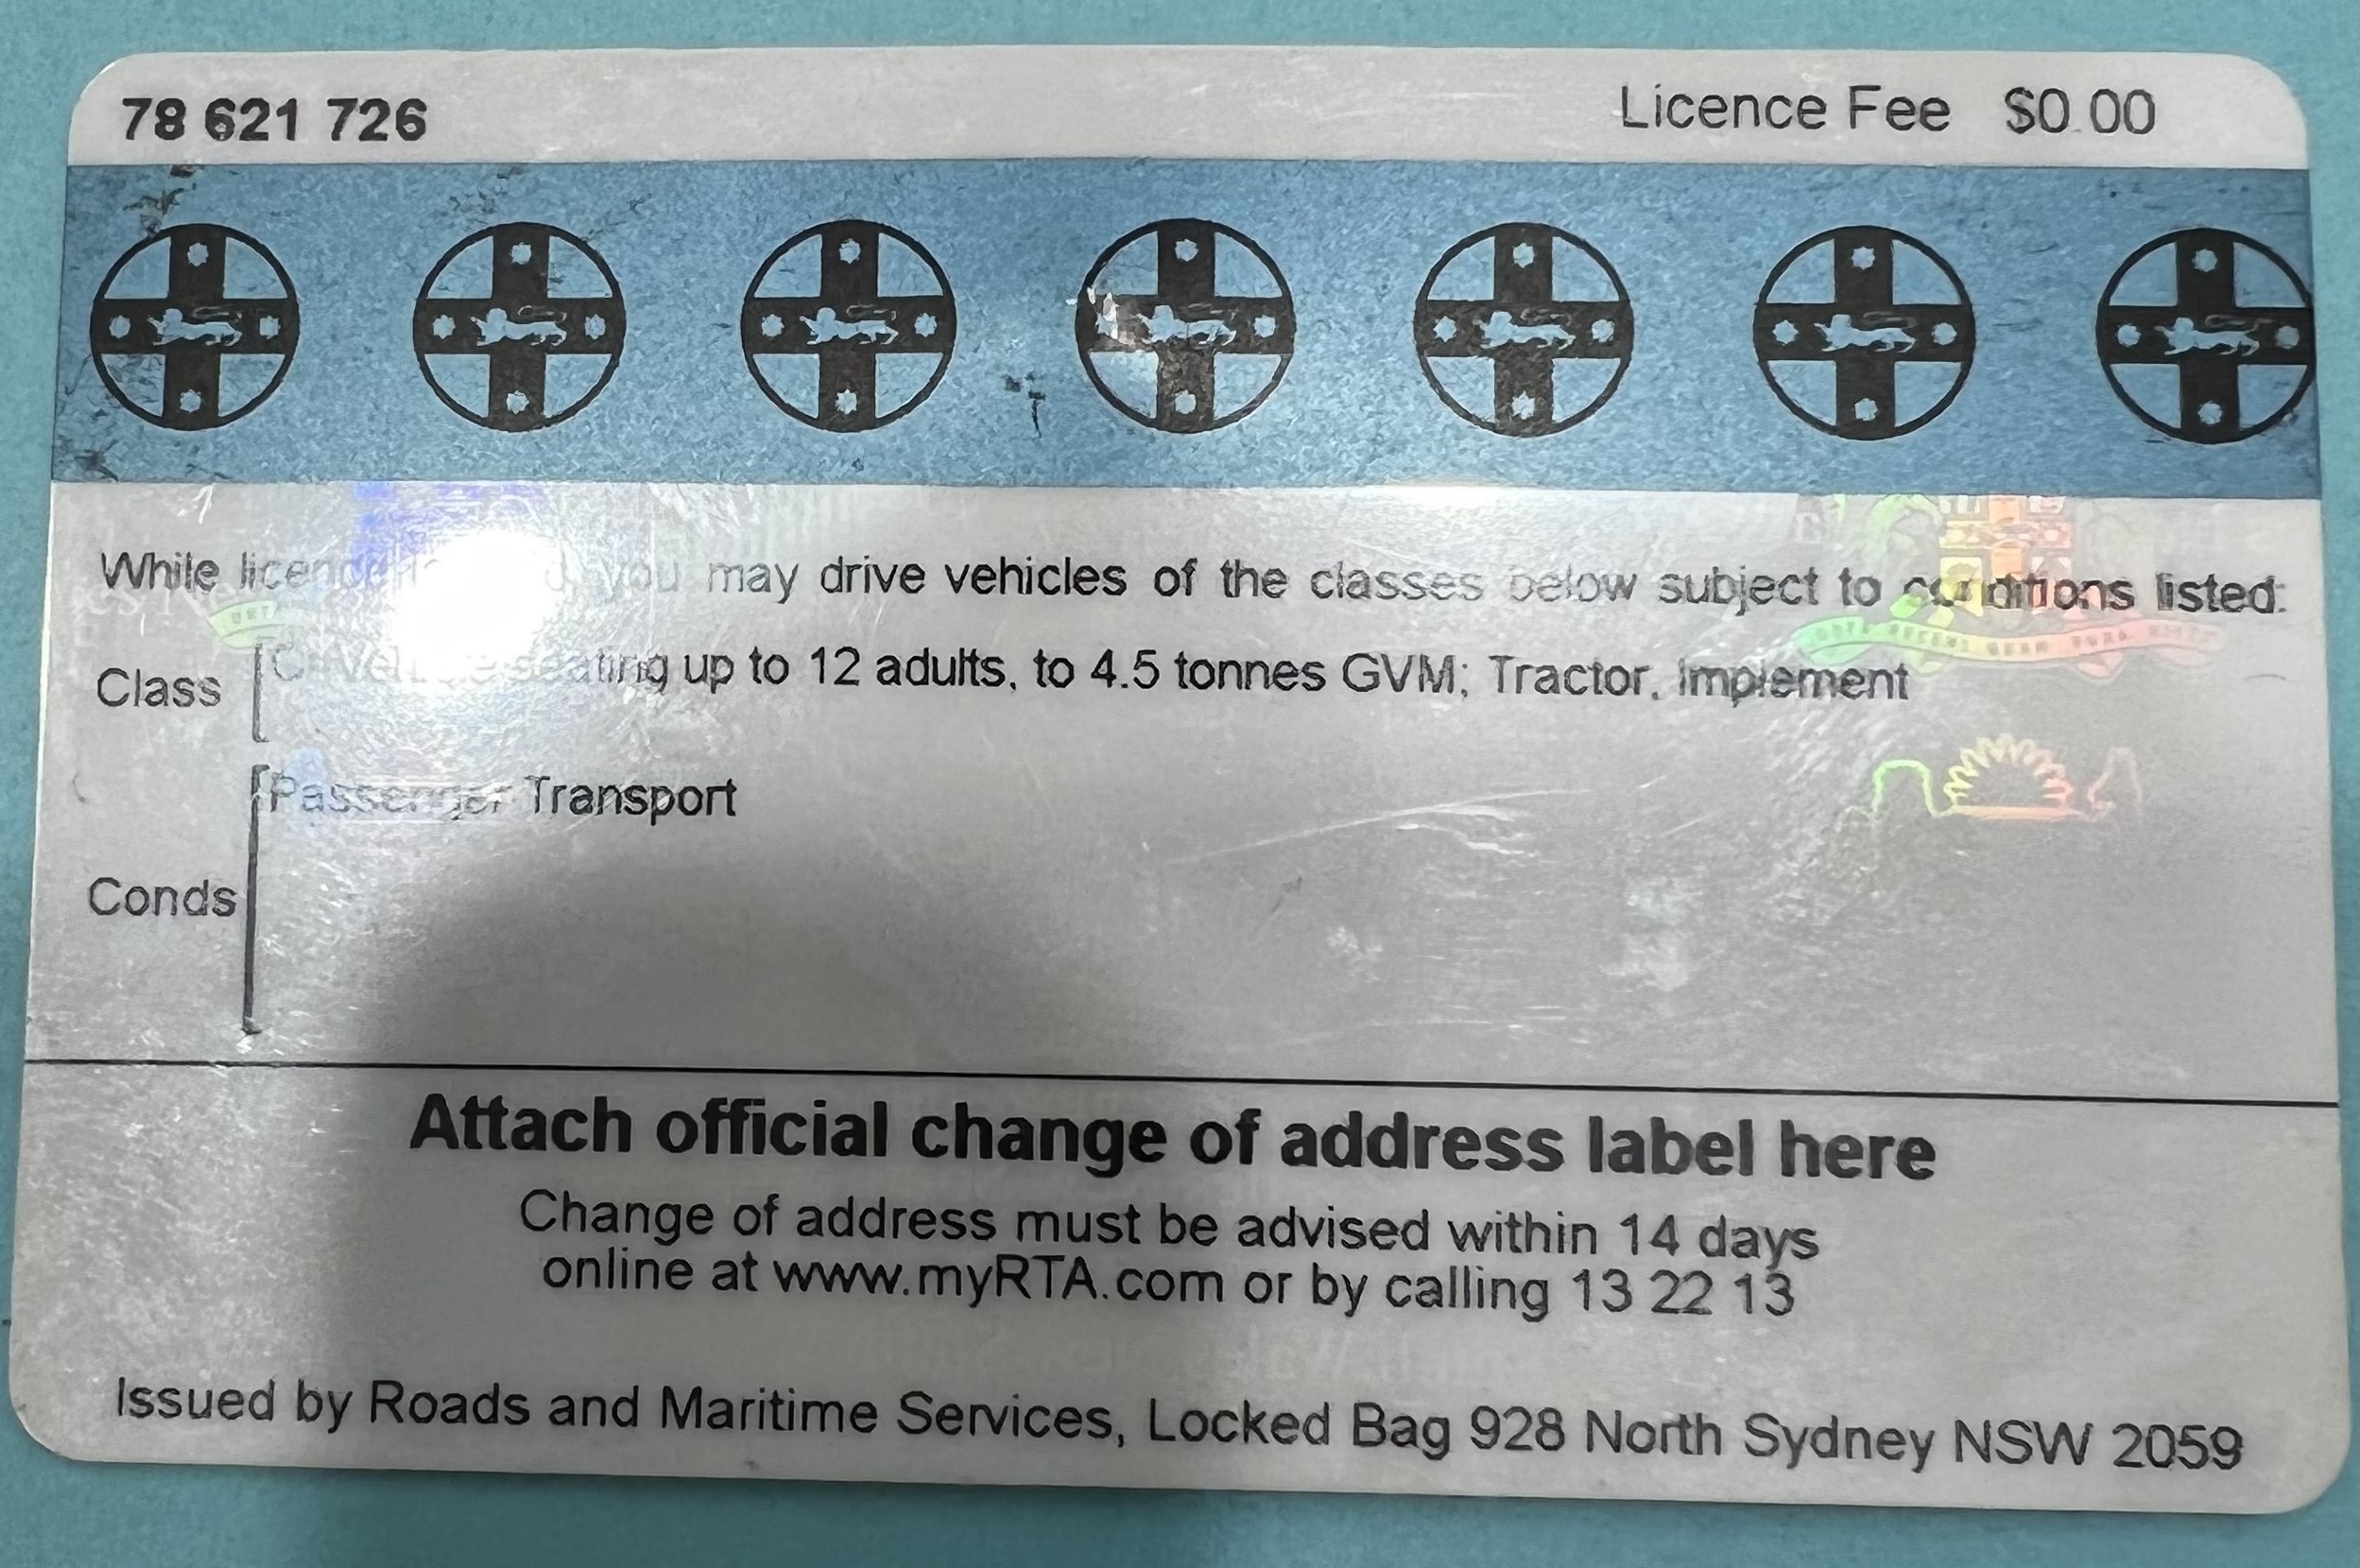 78 621 726 Licence Fee $0.00
While licence you may drive vehicles of the classes below subject to conditions listed:
Class C Vehicle seating up to 12 adults, to 4.5 tonnes GVM; Tractor, Implement
Passenger Transport
Conds
Attach official change of address label here
Change of address must be advised within 14 days
online at www.myRTA.com or by calling 13 22 13
Issued by Roads and Maritime Services, Locked Bag 928 North Sydney NSW 2059